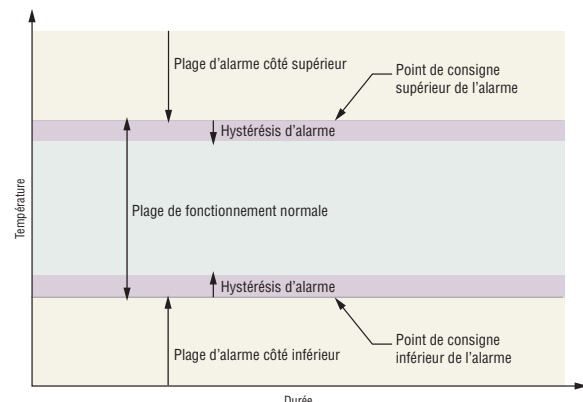 Plage d'alarme côté supérieur
Point de consigne
supérieur de l'alarme
Hystérésis d'alarme
Température
Plage de fonctionnement normale
Hystérésis d'alarme
Plage d'alarme côté inférieur
Point de consigne
inférieur de l'alarme
Durée